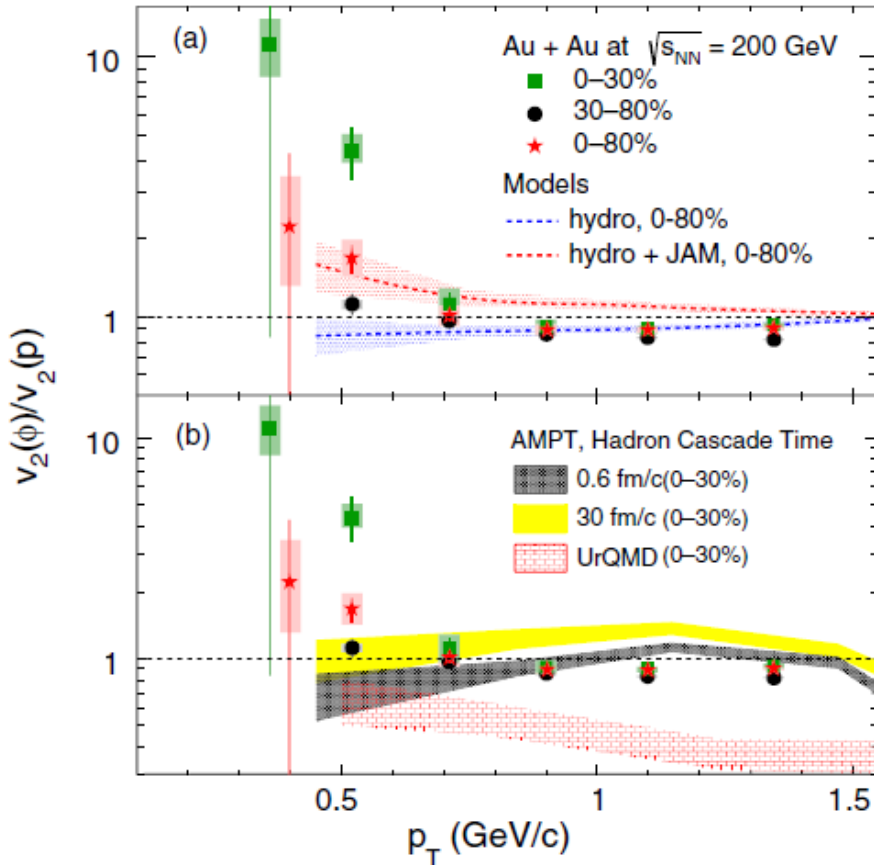 (a)
Au + Au at √sNN = 200 GeV
0–30%
30–80%
0–80%
Models
hydro, 0-80%
hydro + JAM, 0-80%
10
1
v2(ϕ)/v2(p)
(b)
AMPT, Hadron Cascade Time
0.6 fm/c(0–30%)
30 fm/c (0–30%)
UrQMD (0–30%)
10
1
0.5 1 1.5
pT (GeV/c)